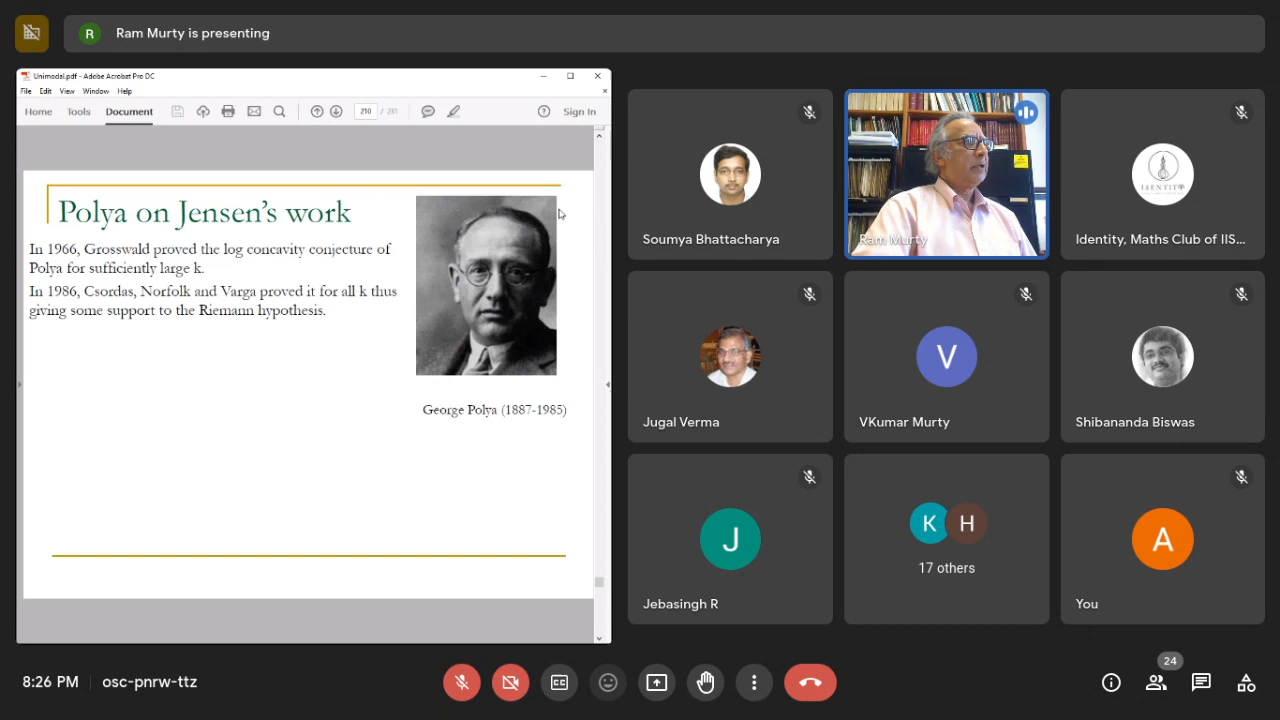 R
Ram Murty is presenting
Unimodal.pdf - Adobe Acrobat Pro DC
File Edit View Window Help
Home Tools Document 210 / 281 Sign In
Polya on Jensen's work
In 1966, Grosswald proved the log concavity conjecture of
Polya for sufficiently large k.
In 1986, Csordas, Norfolk and Varga proved it for all k thus
giving some support to the Riemann hypothesis.
George Polya (1887-1985)
Soumya Bhattacharya
Ram Murty
IDENTITY
Identity, Maths Club of IIS...
Jugal Verma
V
VKumar Murty
Shibananda Biswas
J
Jebasingh R
K H
17 others
A
You
8:26 PM osc-pnrw-ttz
24